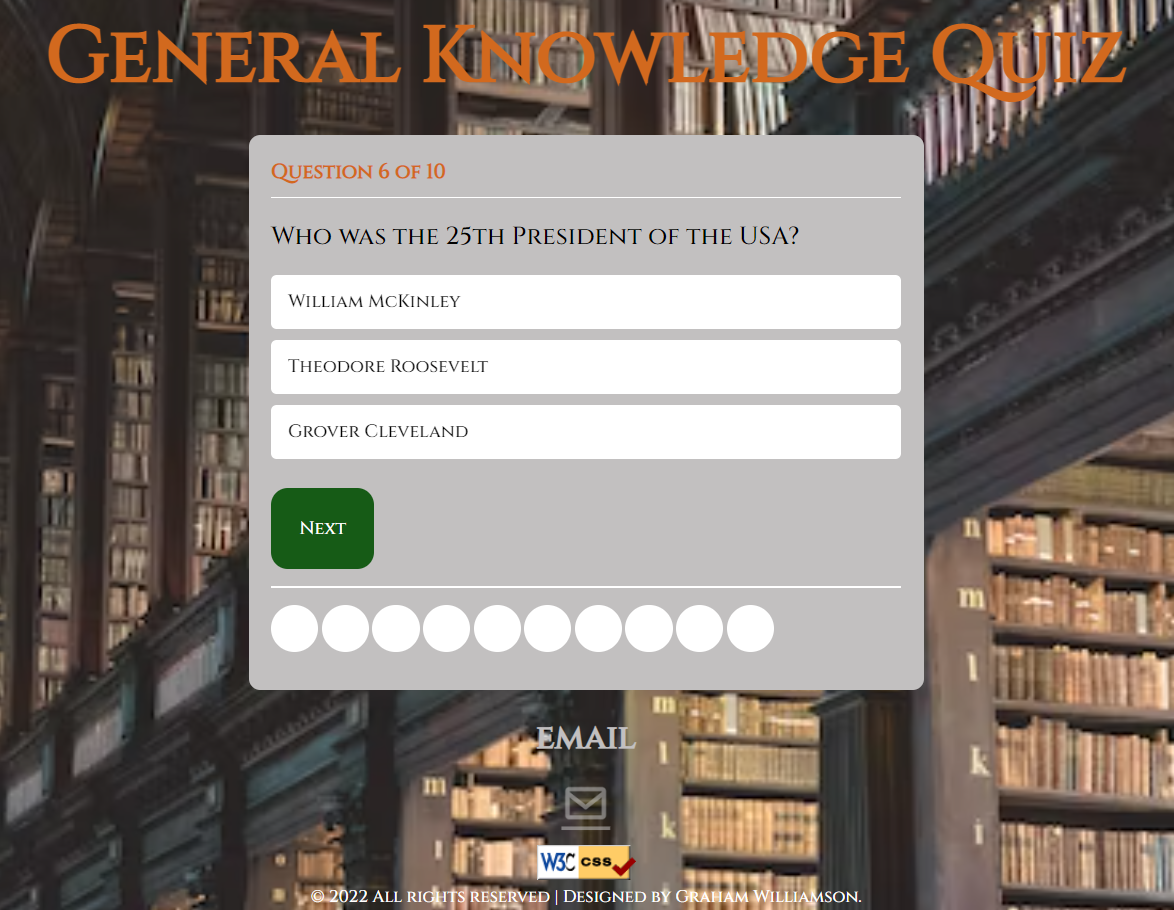 General Knowledge Quiz
Question 6 of 10
Who was the 25th President of the USA?
William McKinley
Theodore Roosevelt
Grover Cleveland
Next
n
m
l
k
i
m
l
k
m
l
EMAIL
W3C css
© 2022 All rights reserved | Designed by Graham Williamson.